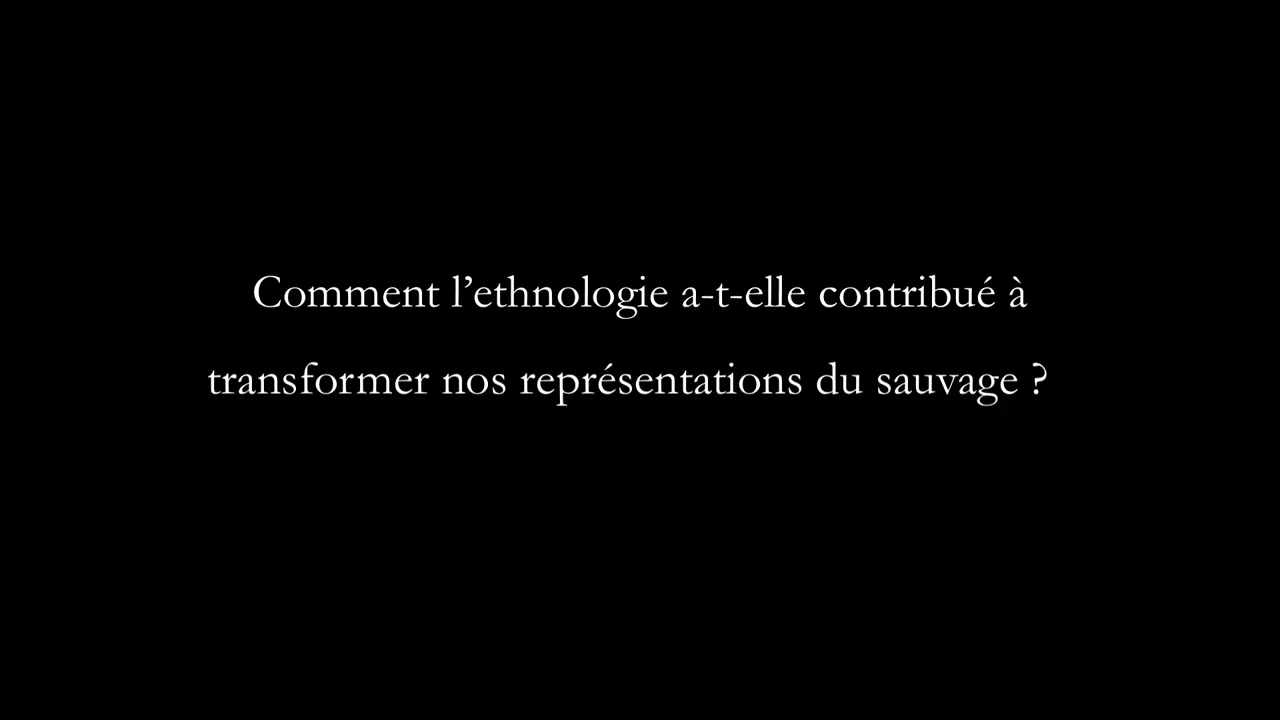 Comment l’ethnologie a-t-elle contribué à
transformer nos représentations du sauvage ?